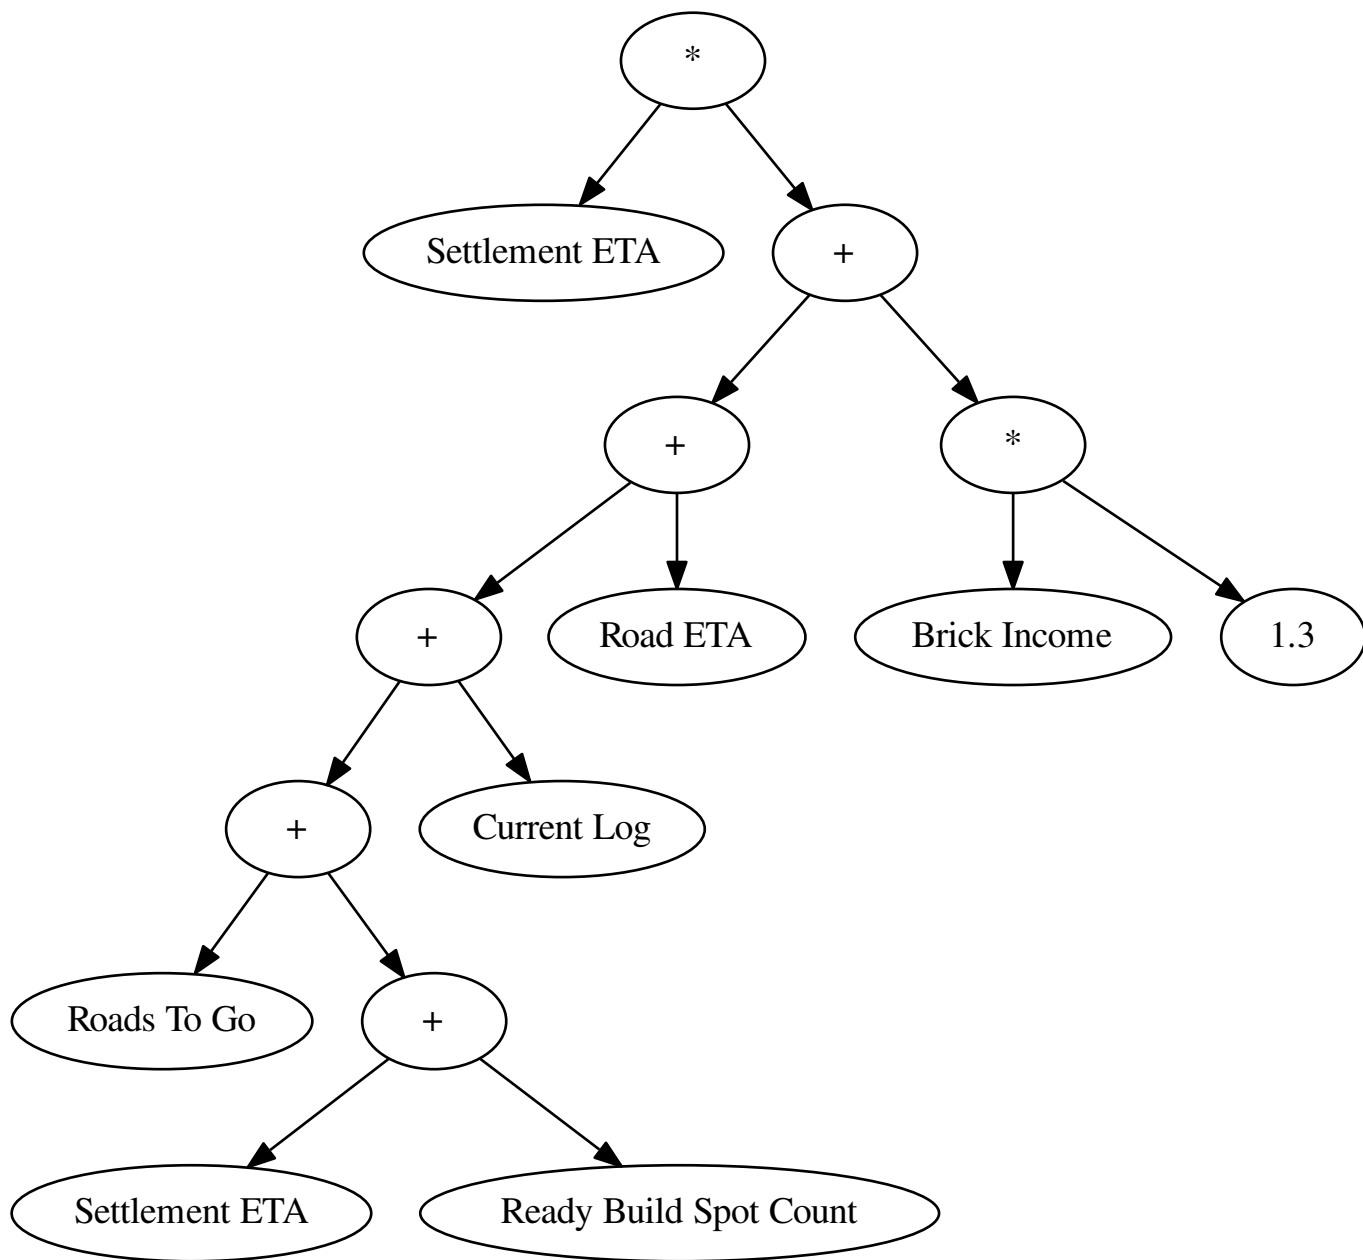 *
Settlement ETA
+
+
*
+
Road ETA
Brick Income
1.3
+
Current Log
Roads To Go
+
Settlement ETA
Ready Build Spot Count